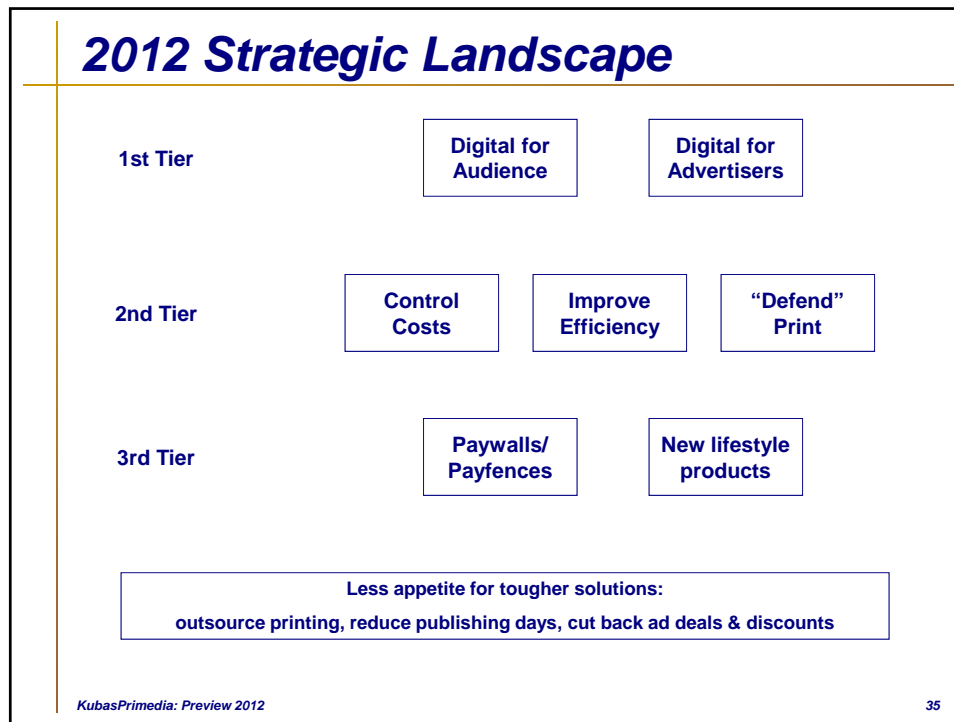 2012 Strategic Landscape
1st Tier
Digital for
Audience
Digital for
Advertisers
2nd Tier
Control
Costs
Improve
Efficiency
“Defend”
Print
3rd Tier
Paywalls/
Payfences
New lifestyle
products
Less appetite for tougher solutions:
outsource printing, reduce publishing days, cut back ad deals & discounts
KubasPrimedia: Preview 2012
35